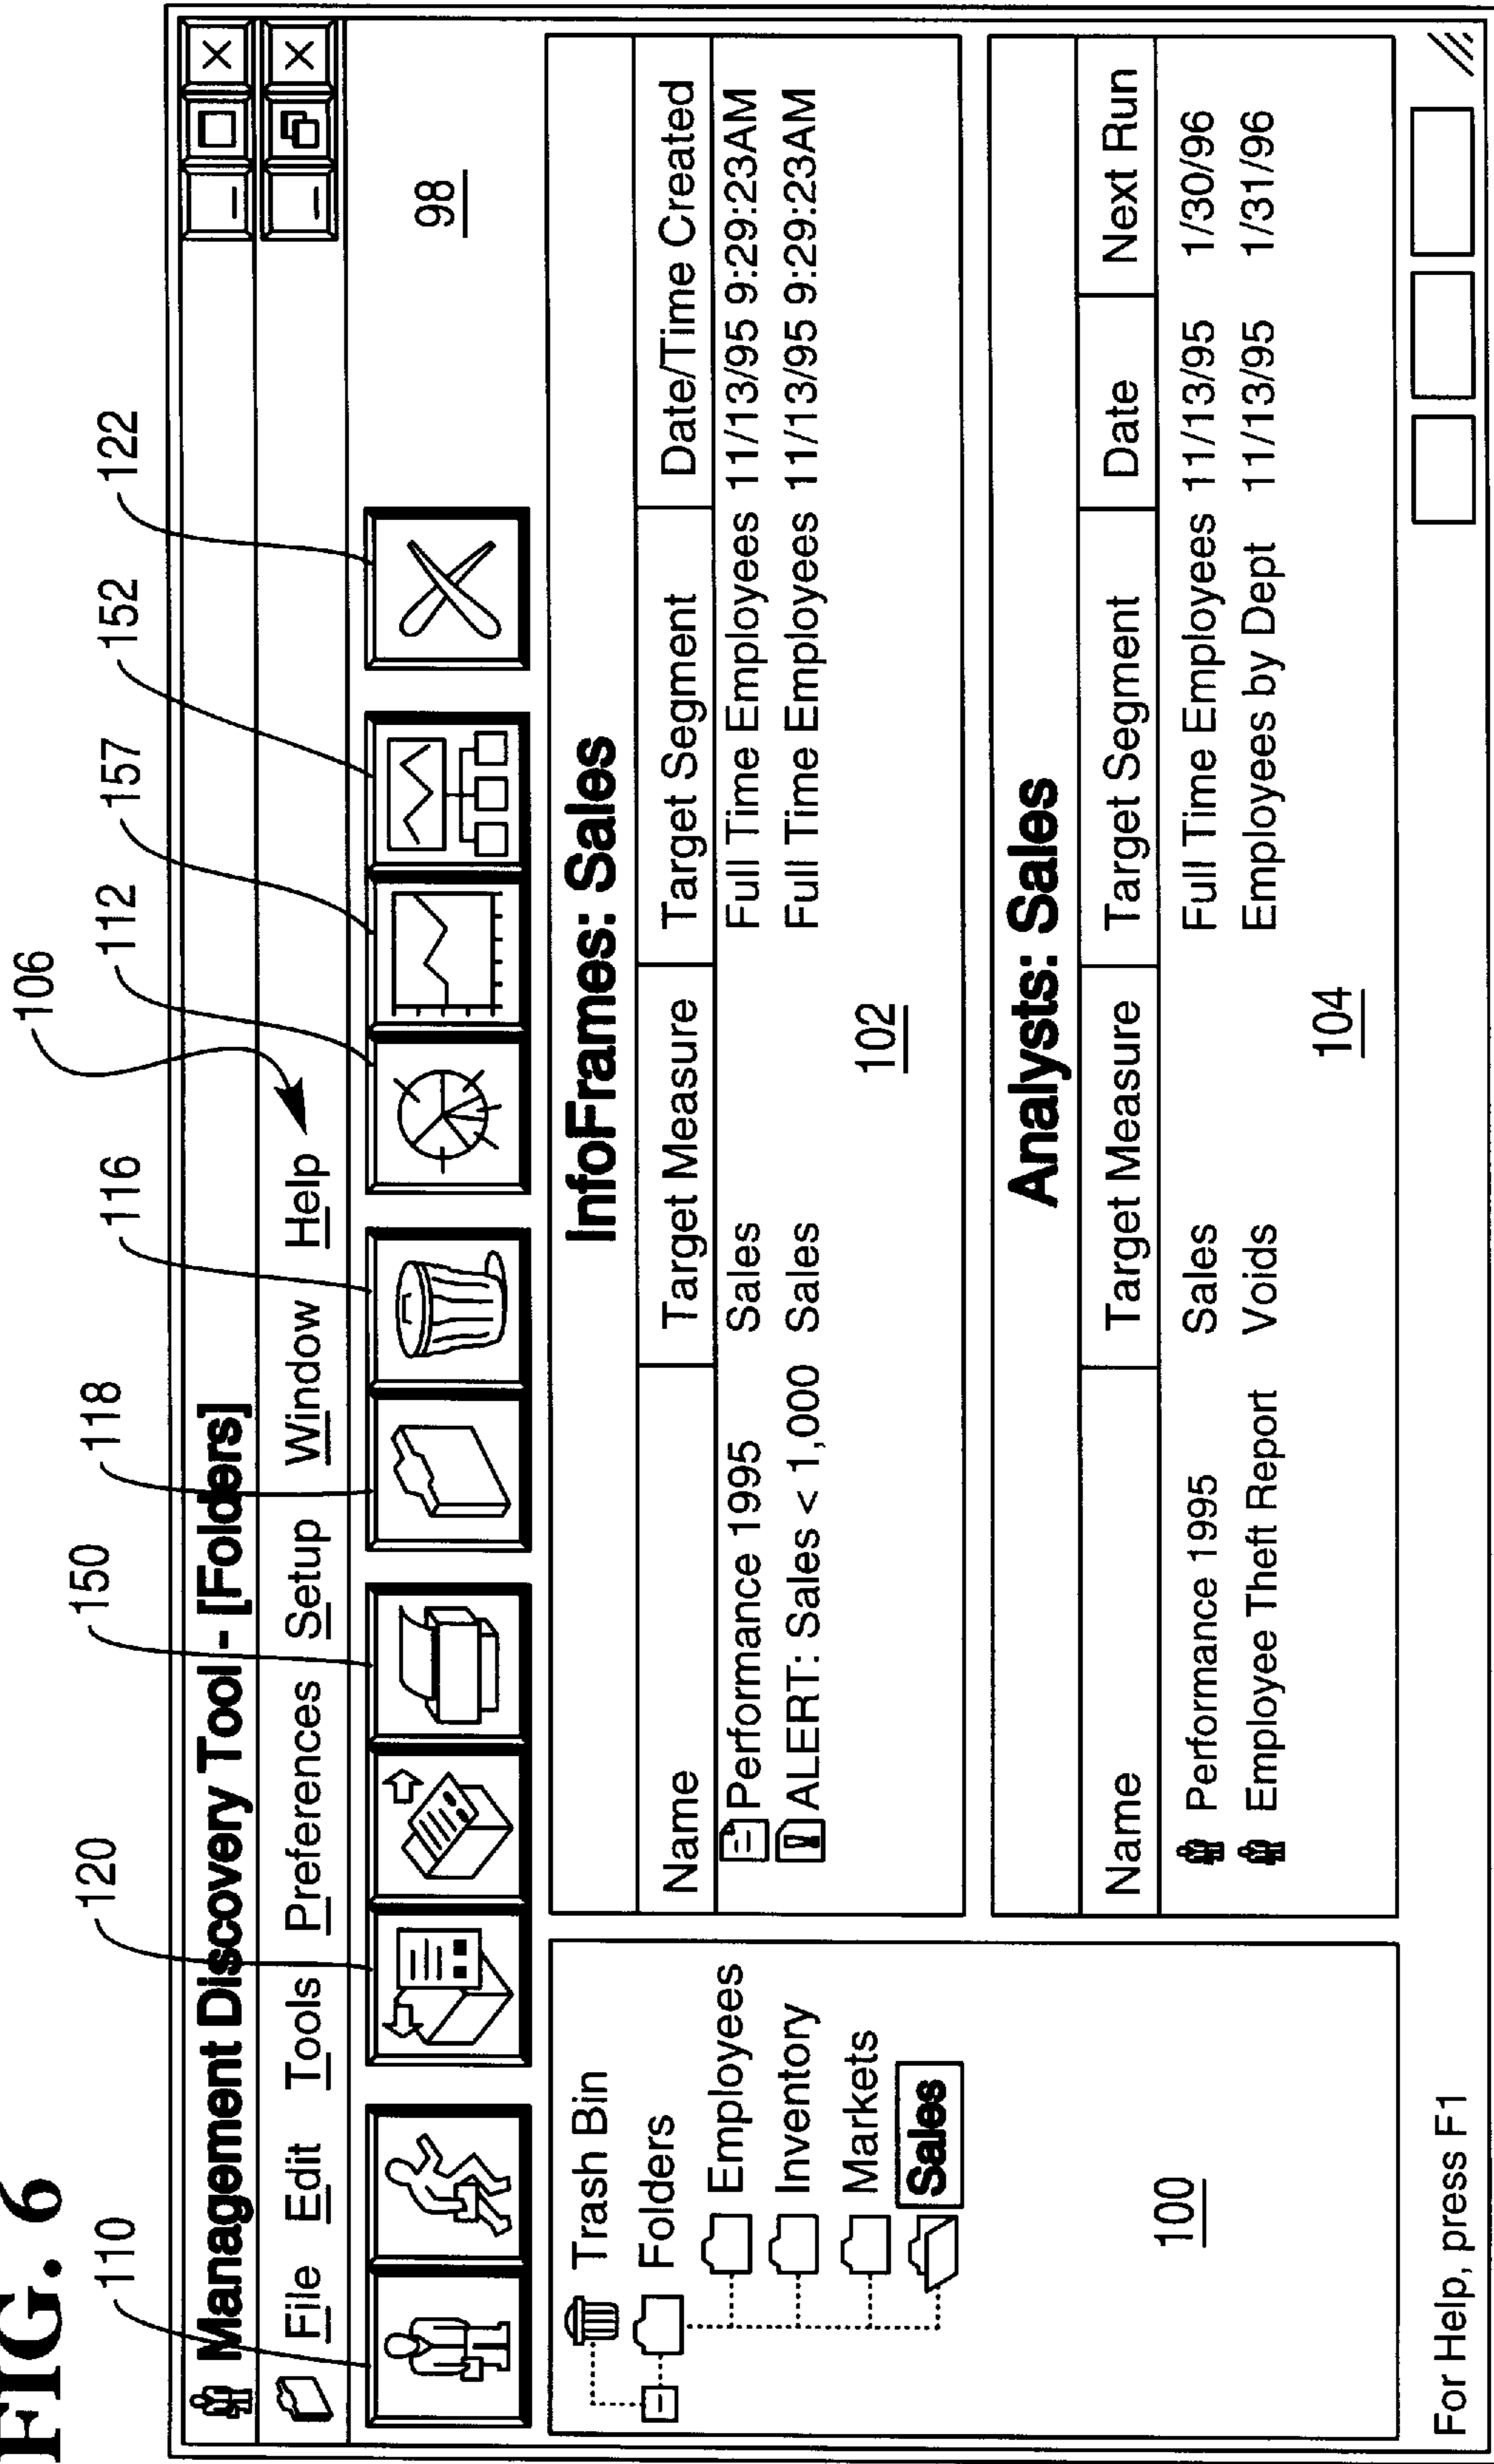 FIG. 6
106
110
120
150
118
116
112
157
152
122
Management Discovery Tool - [Folders]
File Edit Tools Preferences Setup Window Help
98
Trash Bin
Folders
Employees
Inventory
Markets
Sales
100
InfoFrames: Sales
Name Target Measure Target Segment Date/Time Created
Performance 1995 Sales Full Time Employees 11/13/95 9:29:23AM
ALERT: Sales < 1,000 Sales Full Time Employees 11/13/95 9:29:23AM
102
Analysts: Sales
Name Target Measure Target Segment Date Next Run
Performance 1995 Sales Full Time Employees 11/13/95 1/30/96
Employee Theft Report Voids Employees by Dept 11/13/95 1/31/96
104
For Help, press F1